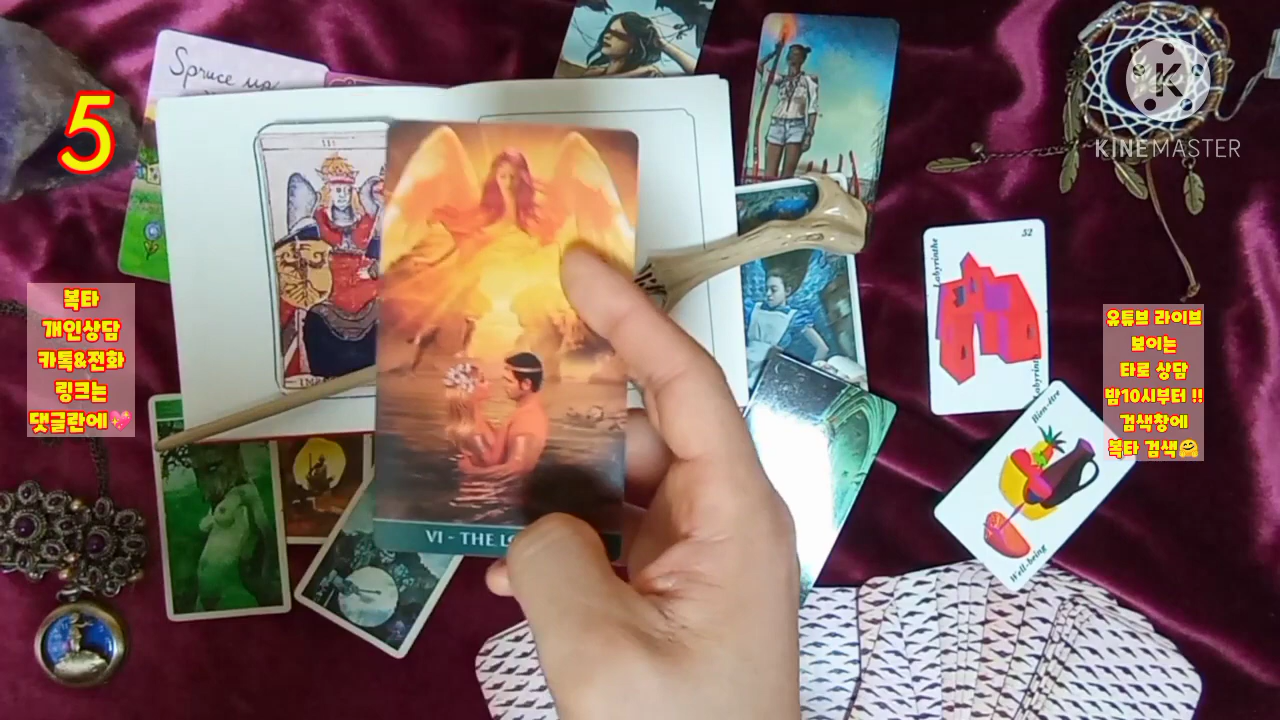 Spruce up
5
III
KINEMASTER
VI - THE
52
Labyrinthe
Bien-être
Well-being
복타
개인상담
카톡&전화
링크는
댓글란에💖
유튜브 라이브
보이는
타로 상담
밤10시부터 !!
검색창에
복타 검색🤗